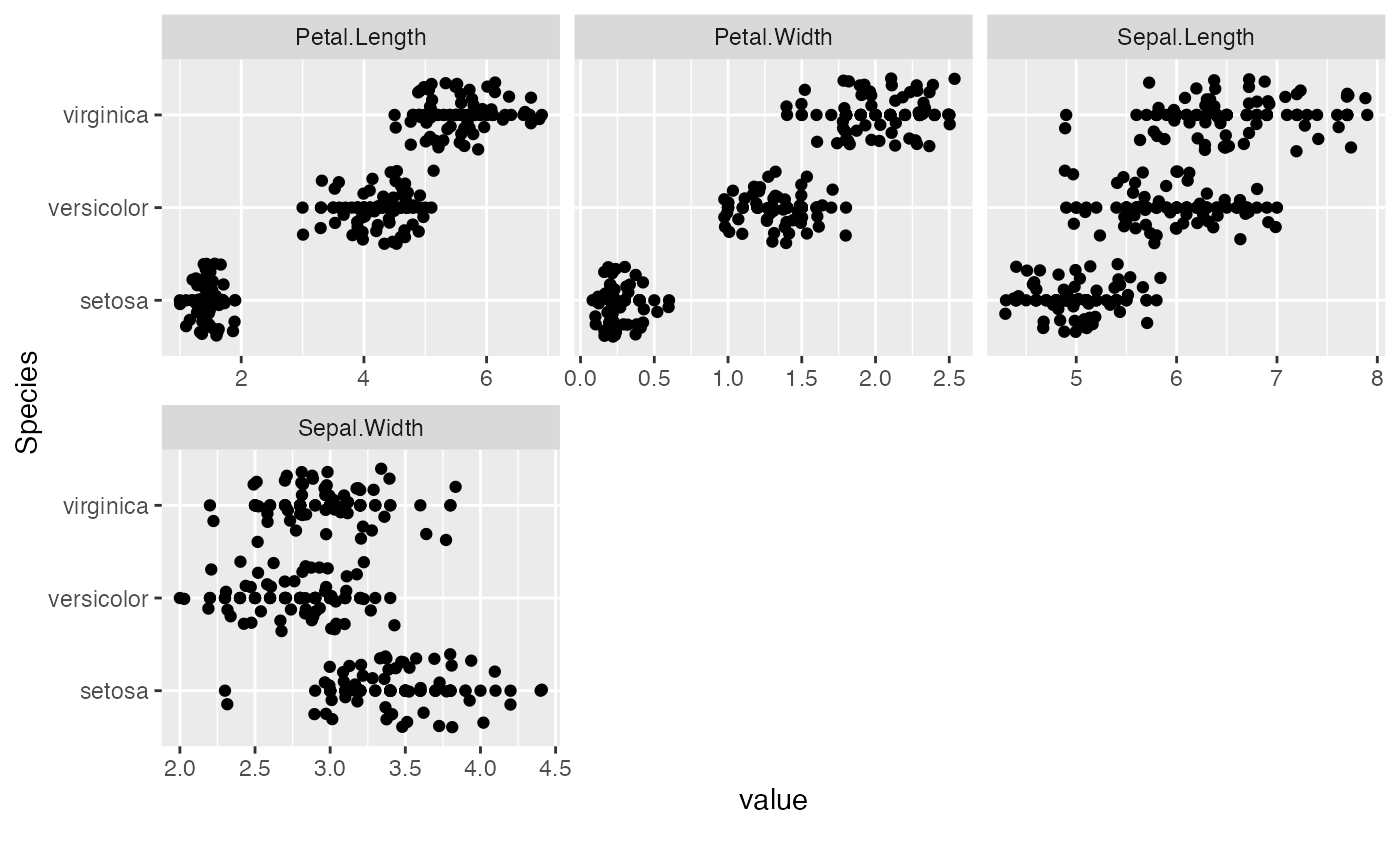 Petal.Length
Petal.Width
Sepal.Length
virginica
versicolor
setosa
2 4 6
0.0 0.5 1.0 1.5 2.0 2.5
5 6 7 8
Species
Sepal.Width
virginica
versicolor
setosa
2.0 2.5 3.0 3.5 4.0 4.5
value